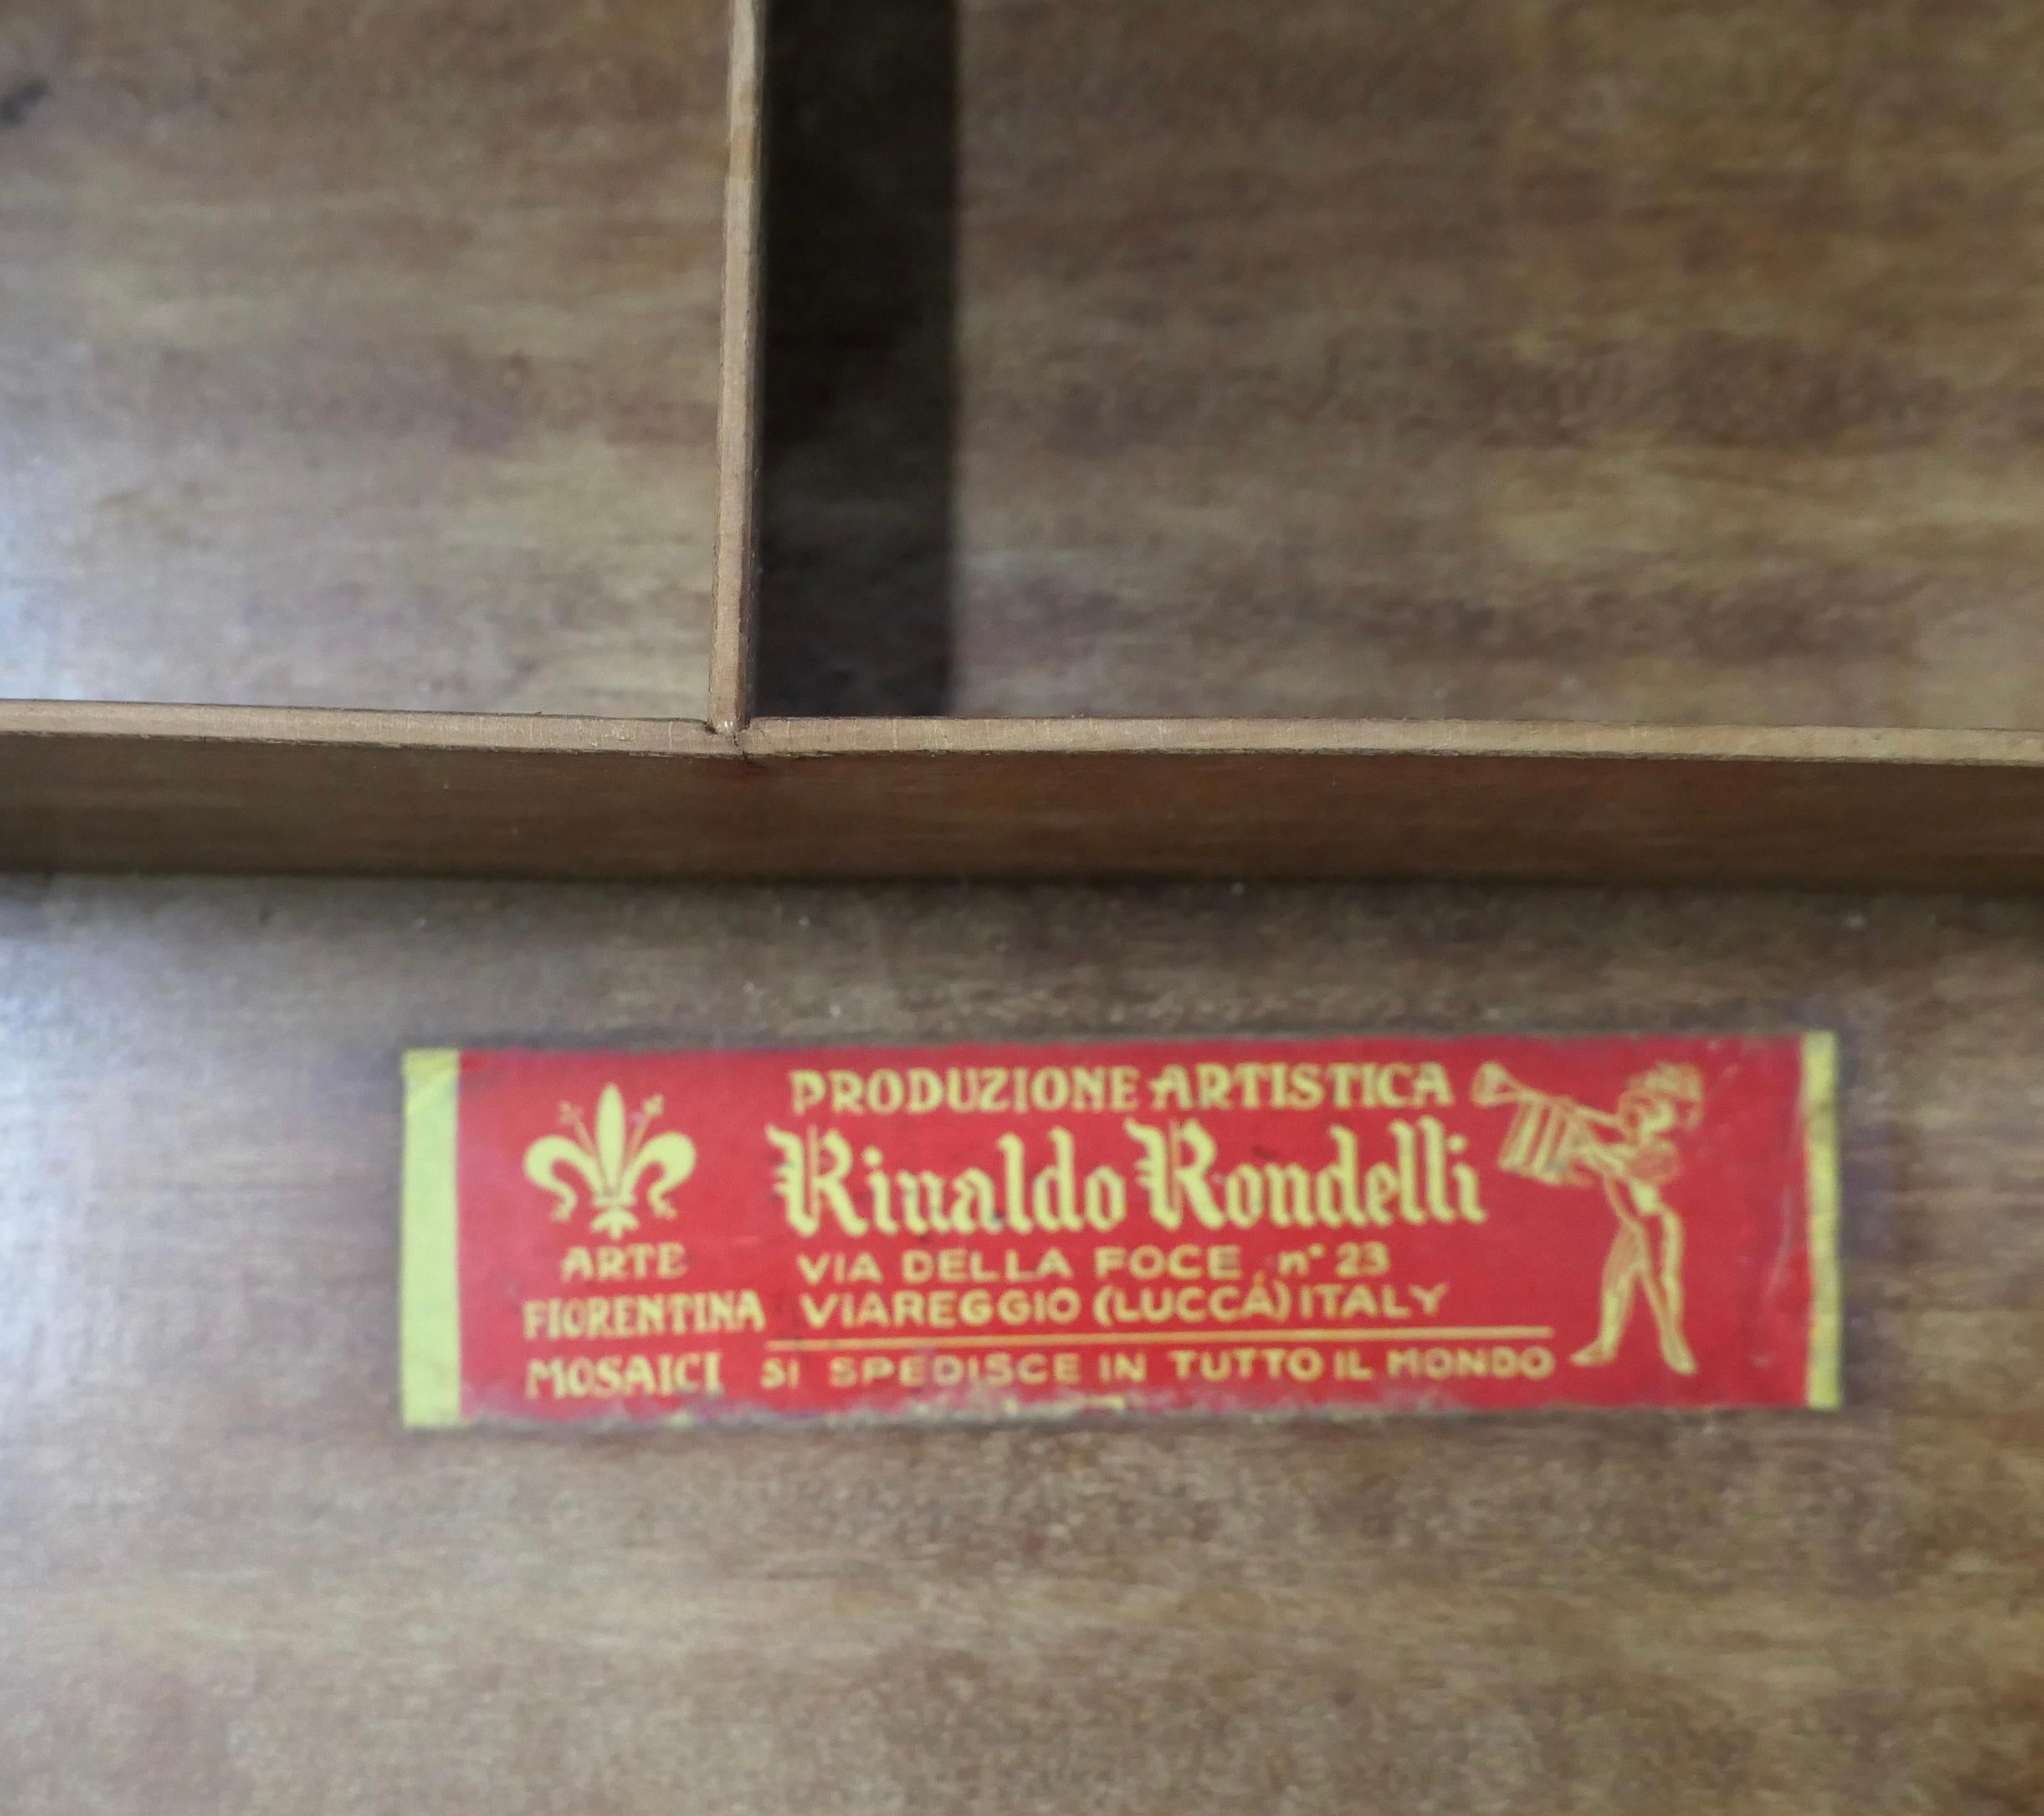 PRODUZIONE ARTISTICA
Rinaldo Rondelli
VIA DELLA FOCE, n° 23
VIAREGGIO (LUCCA) ITALY
SI SPEDISCE IN TUTTO IL MONDO
ARTE
FIORENTINA
MOSAICI